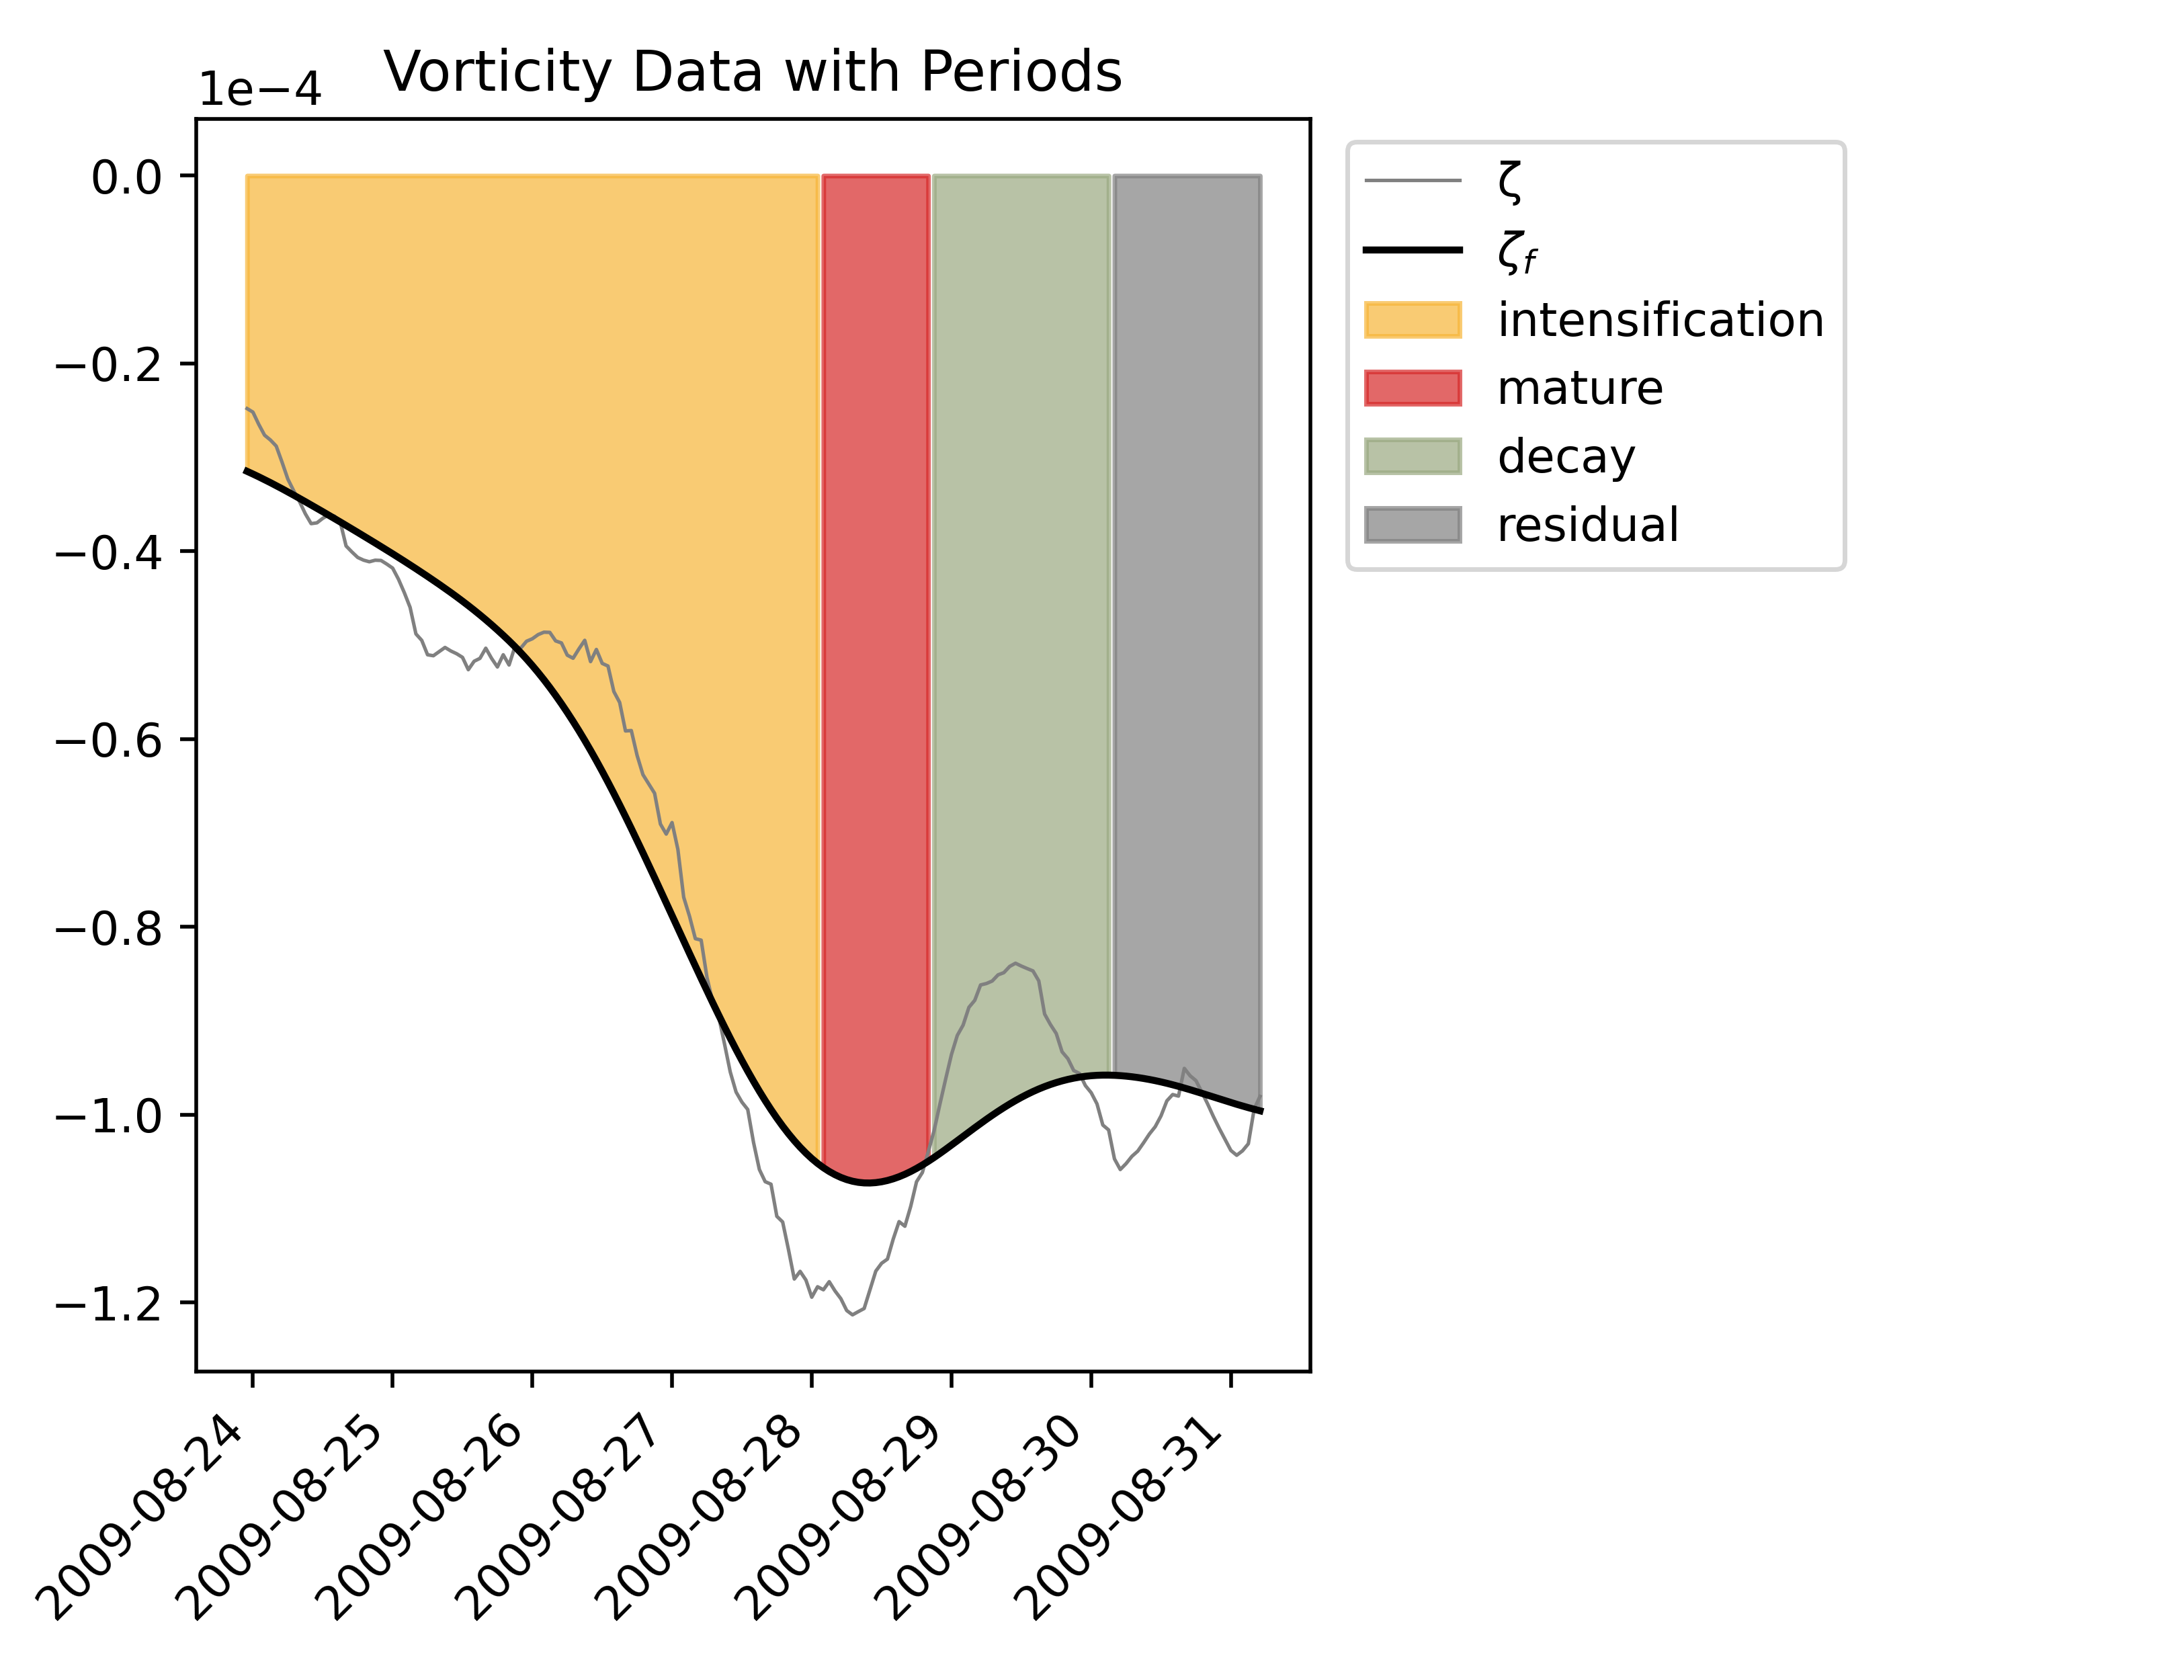 Vorticity Data with Periods
1e−4
0.0
−0.2
−0.4
−0.6
−0.8
−1.0
−1.2
2009-08-24
2009-08-25
2009-08-26
2009-08-27
2009-08-28
2009-08-29
2009-08-30
2009-08-31
ζ
ζf
intensification
mature
decay
residual